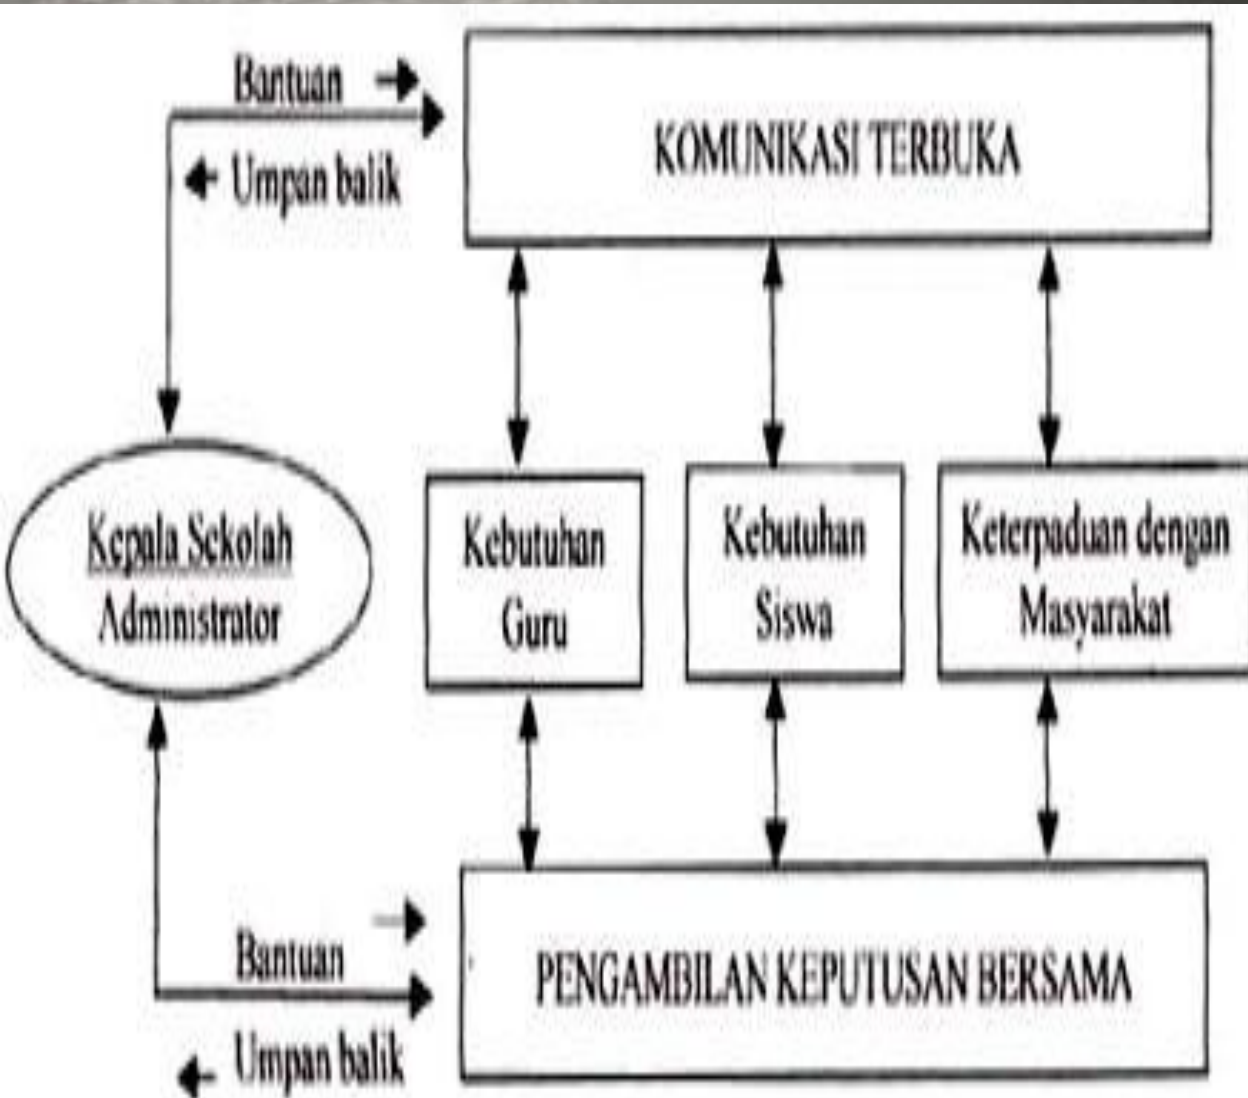 Bantuan
Umpan balik
KOMUNIKASI TERBUKA
Kepala Sekolah
Administrator
Kebutuhan
Guru
Kebutuhan
Siswa
Keterpaduan dengan
Masyarakat
Bantuan
Umpan balik
PENGAMBILAN KEPUTUSAN BERSAMA